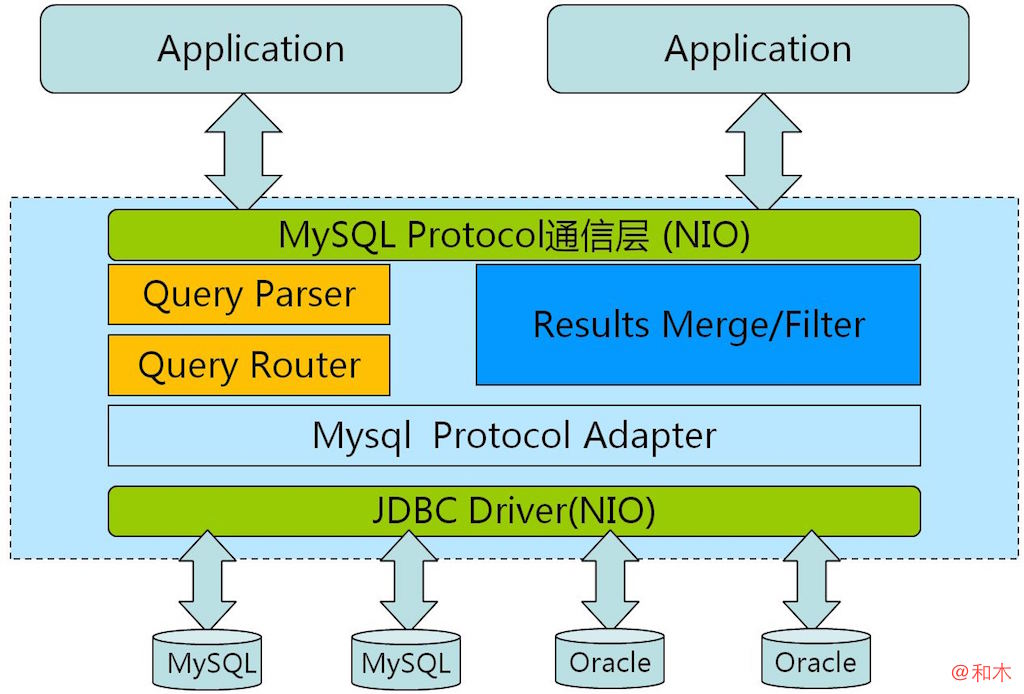 Application
Application
MySQL Protocol通信层 (NIO)
Query Parser
Results Merge/Filter
Query Router
Mysql Protocol Adapter
JDBC Driver(NIO)
MySQL
MySQL
Oracle
Oracle
@和木